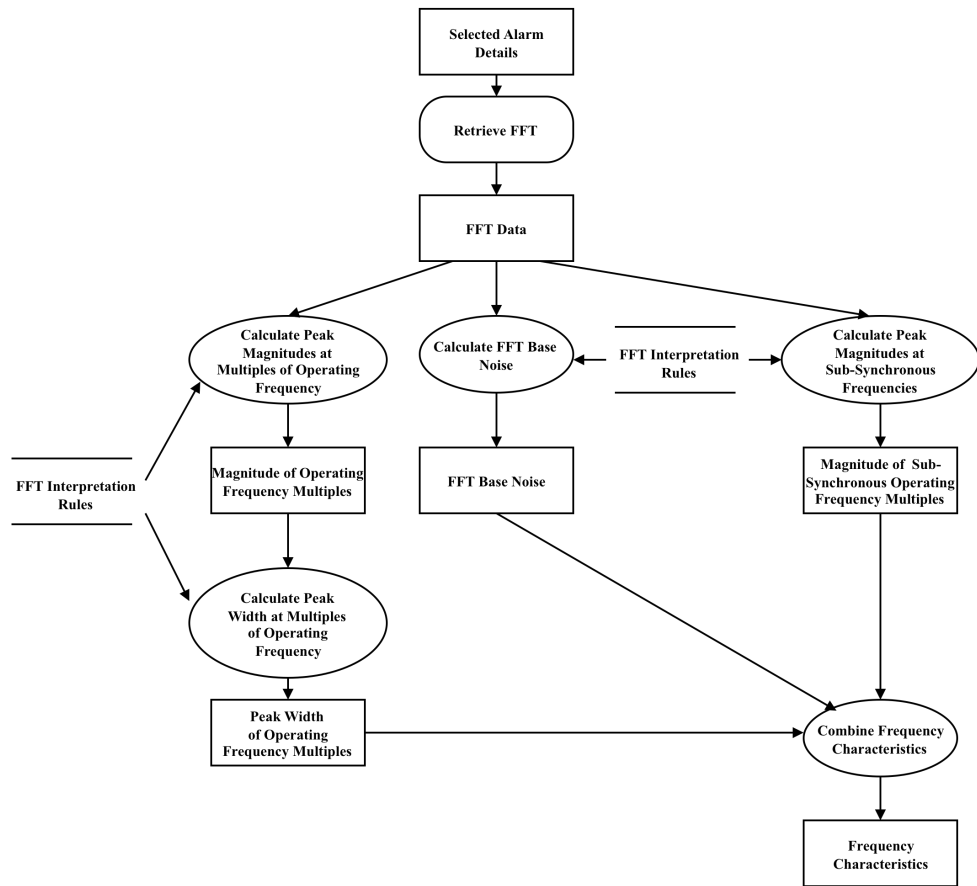 Selected Alarm
Details
Retrieve FFT
FFT Data
Calculate Peak
Magnitudes at
Multiples of Operating
Frequency
Calculate FFT Base
Noise
FFT Interpretation
Rules
Calculate Peak
Magnitudes at
Sub-Synchronous
Frequencies
FFT Interpretation
Rules
Magnitude of Operating
Frequency Multiples
FFT Base Noise
Magnitude of Sub-
Synchronous Operating
Frequency Multiples
Calculate Peak
Width at Multiples
of Operating
Frequency
Peak Width
of Operating
Frequency Multiples
Combine Frequency
Characteristics
Frequency
Characteristics